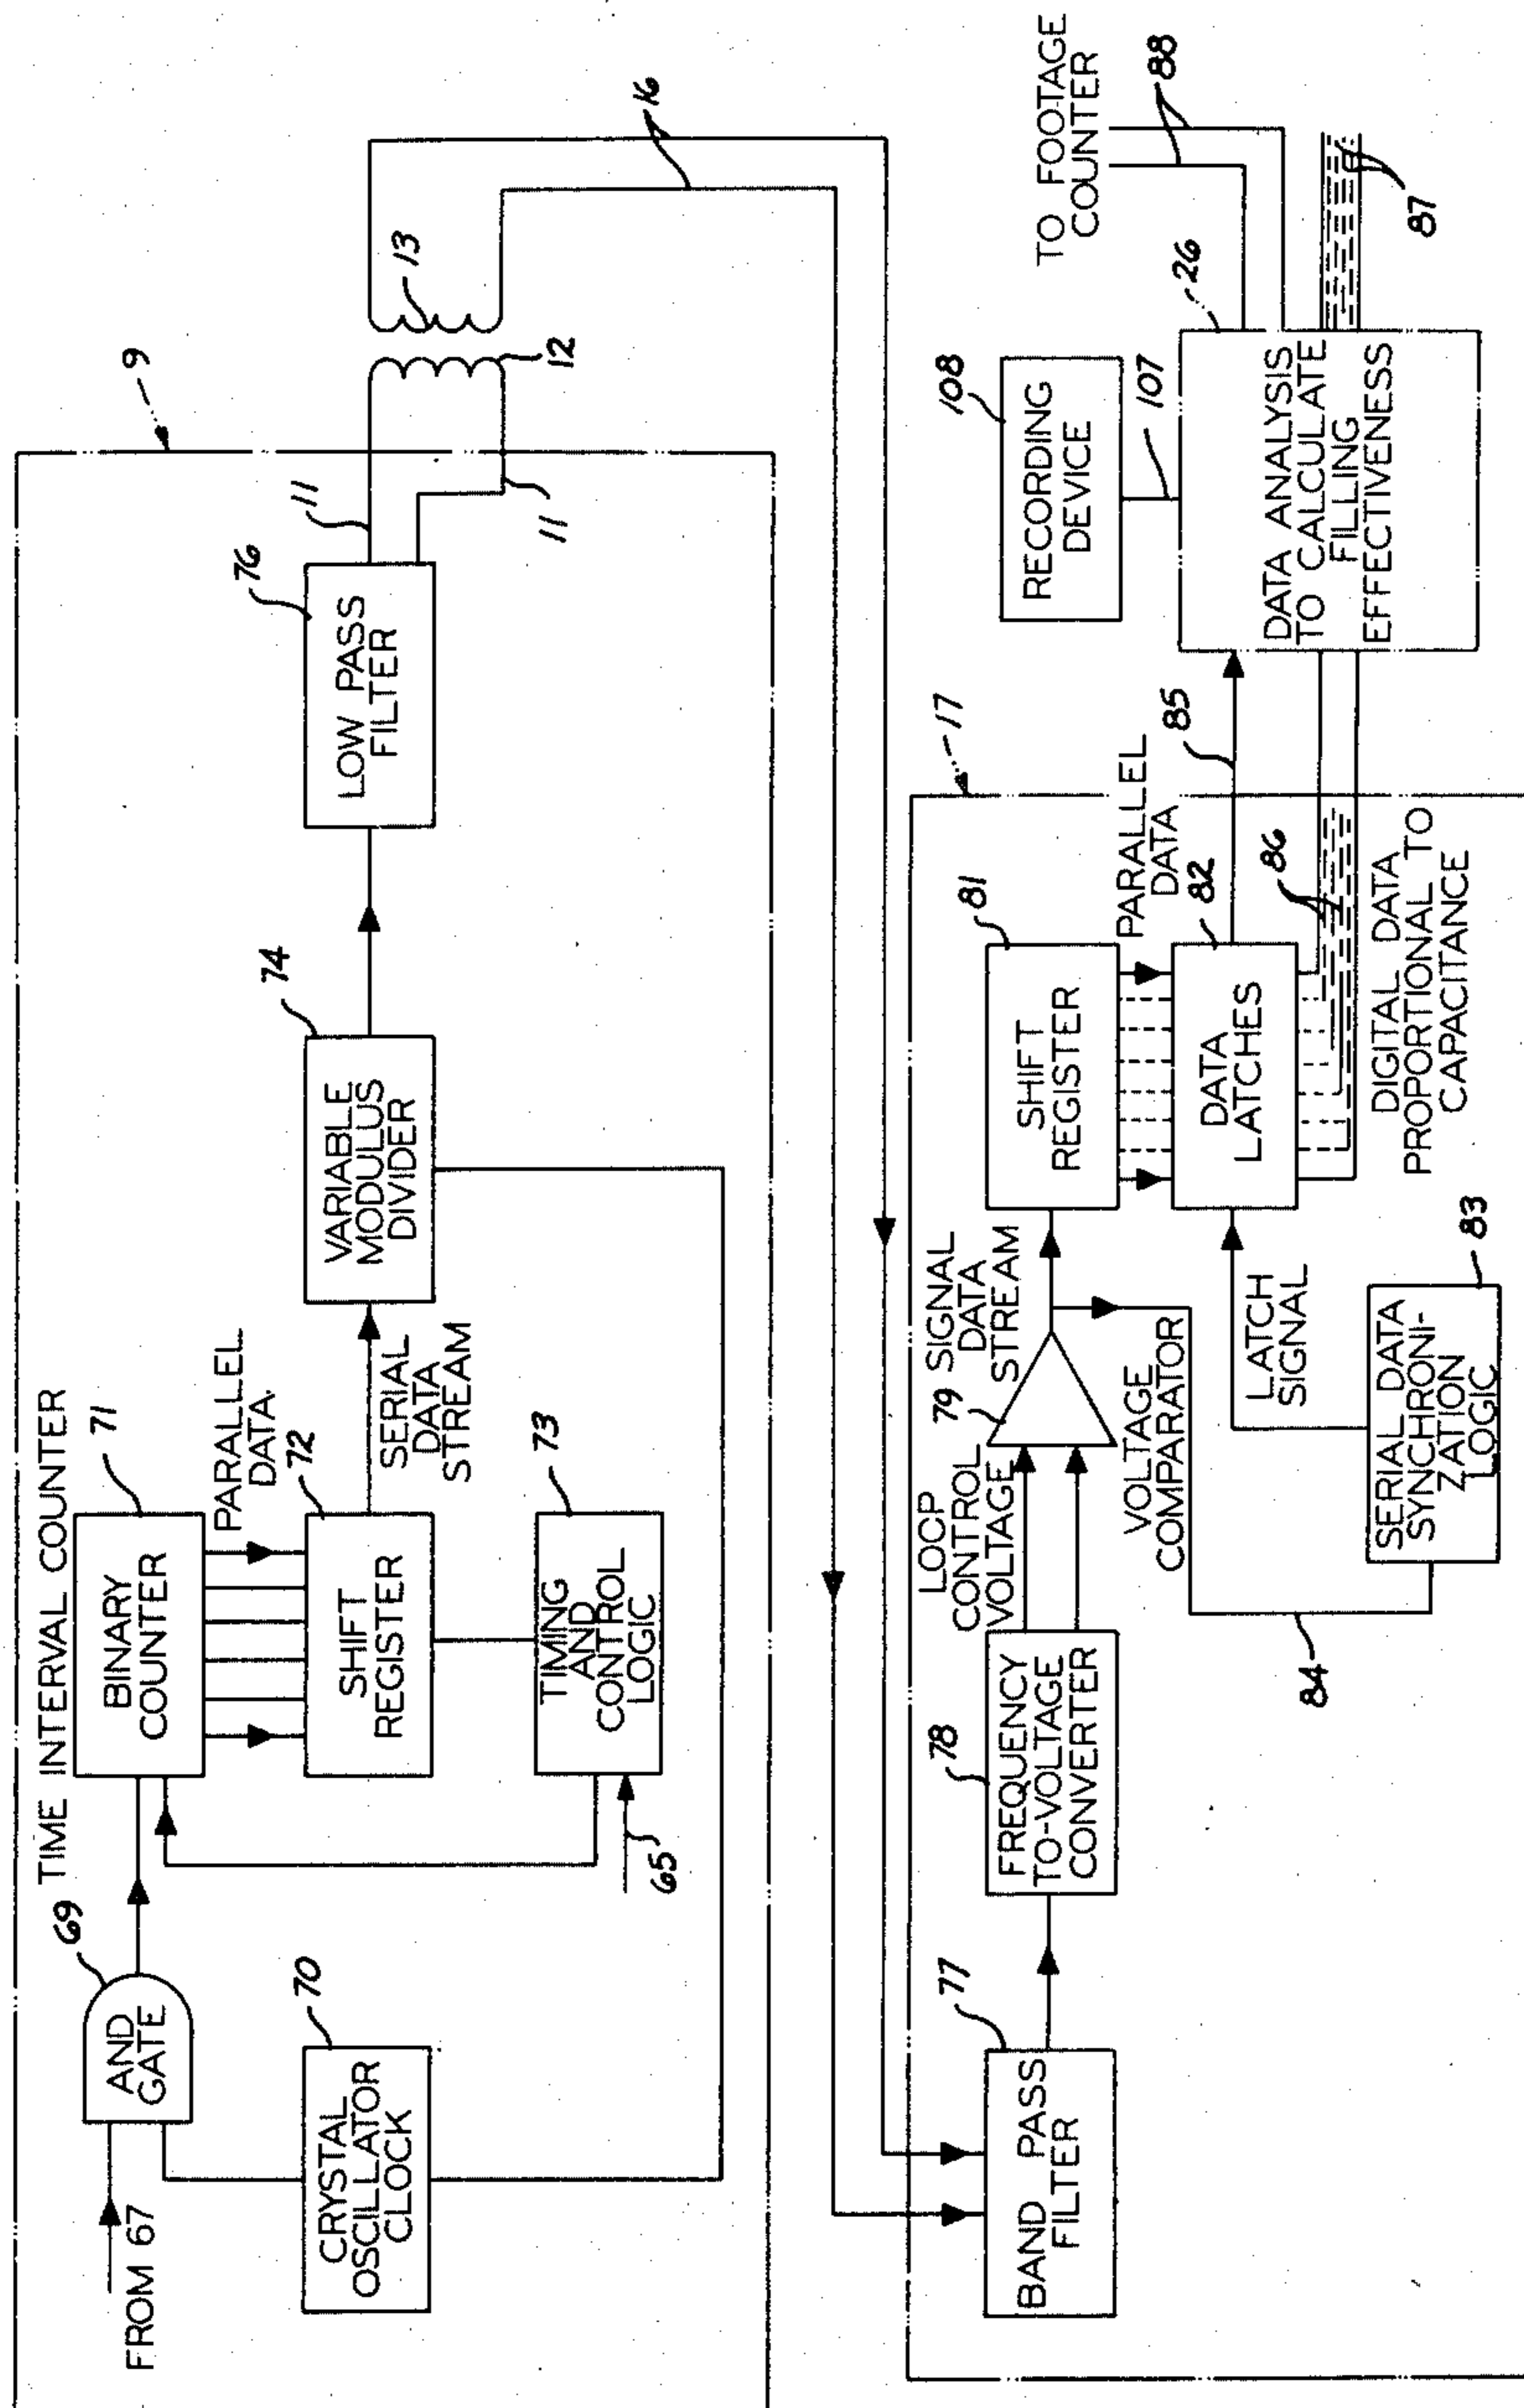 TIME INTERVAL COUNTER
FROM 67
AND
GATE
69
CRYSTAL
OSCILLATOR
CLOCK
70
BINARY
COUNTER
71
PARALLEL
DATA
SHIFT
REGISTER
72
TIMING
AND
CONTROL
LOGIC
73
65
SERIAL
DATA
STREAM
VARIABLE
MODULUS
DIVIDER
74
LOW PASS
FILTER
76
11
11
9
12
13
16
BAND PASS
FILTER
77
FREQUENCY
TO-VOLTAGE
CONVERTER
78
LOCP
CONTROL
VOLTAGE
79
VOLTAGE
COMPARATOR
SIGNAL
DATA
STREAM
84
SHIFT
REGISTER
81
PARALLEL
DATA
DATA
LATCHES
82
LATCH
SIGNAL
SERIAL DATA
SYNCHRONI-
ZATION
LOGIC
83
85
86
DIGITAL DATA
PROPORTIONAL TO
CAPACITANCE
17
RECORDING
DEVICE
108
107
DATA ANALYSIS
TO CALCULATE
FILLING
EFFECTIVENESS
26
TO FOOTAGE
COUNTER
88
87